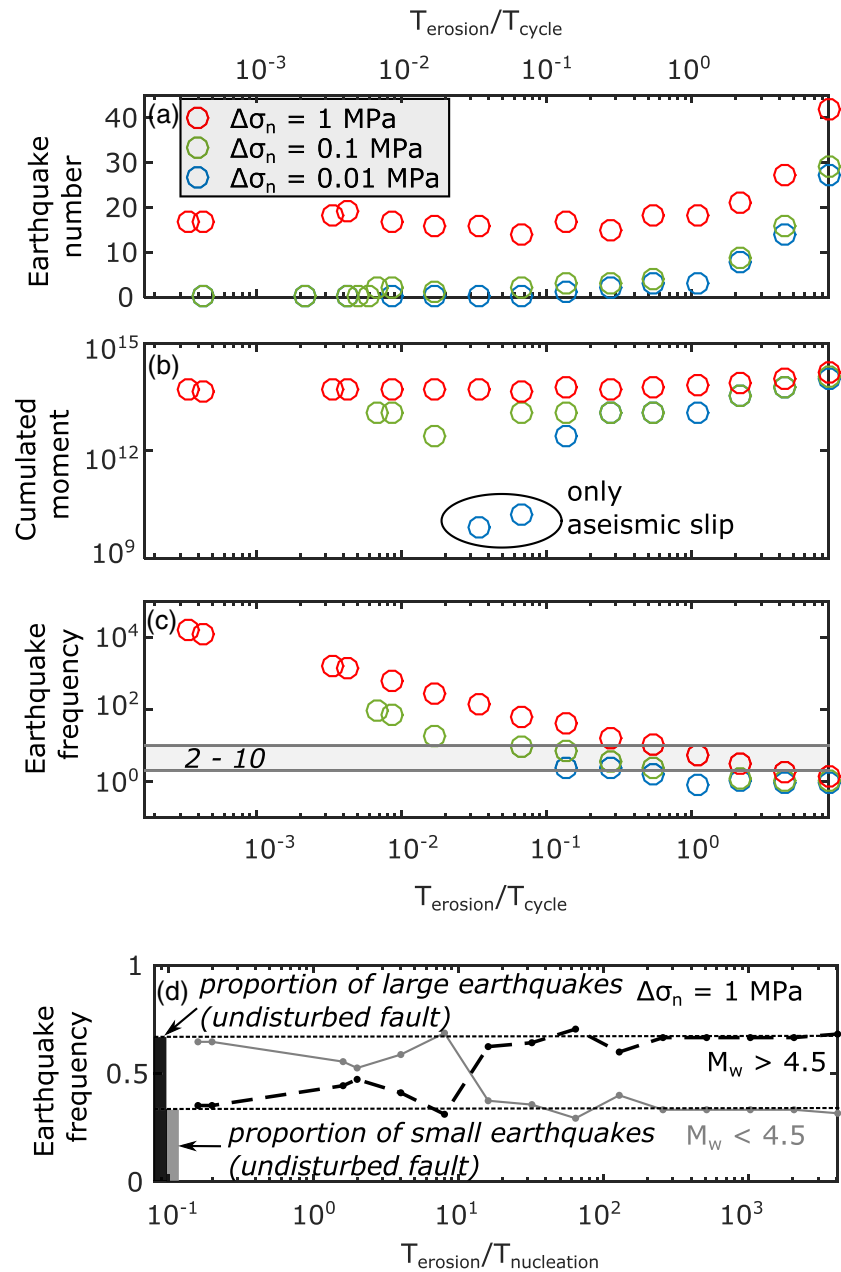 T_erosion/T_cycle
10^-3 10^-2 10^-1 10^0
(a)
Δσ_n = 1 MPa
Δσ_n = 0.1 MPa
Δσ_n = 0.01 MPa
Earthquake
number
40
30
20
10
0
(b)
Cumulated
moment
10^15
10^12
10^9
only
aseismic slip
(c)
Earthquake
frequency
10^4
10^2
10^0
2 - 10
10^-3 10^-2 10^-1 10^0
T_erosion/T_cycle
(d)
Earthquake
frequency
1
0.5
0
proportion of large earthquakes
(undisturbed fault)
Δσ_n = 1 MPa
M_w > 4.5
proportion of small earthquakes
(undisturbed fault)
M_w < 4.5
10^-1 10^0 10^1 10^2 10^3
T_erosion/T_nucleation